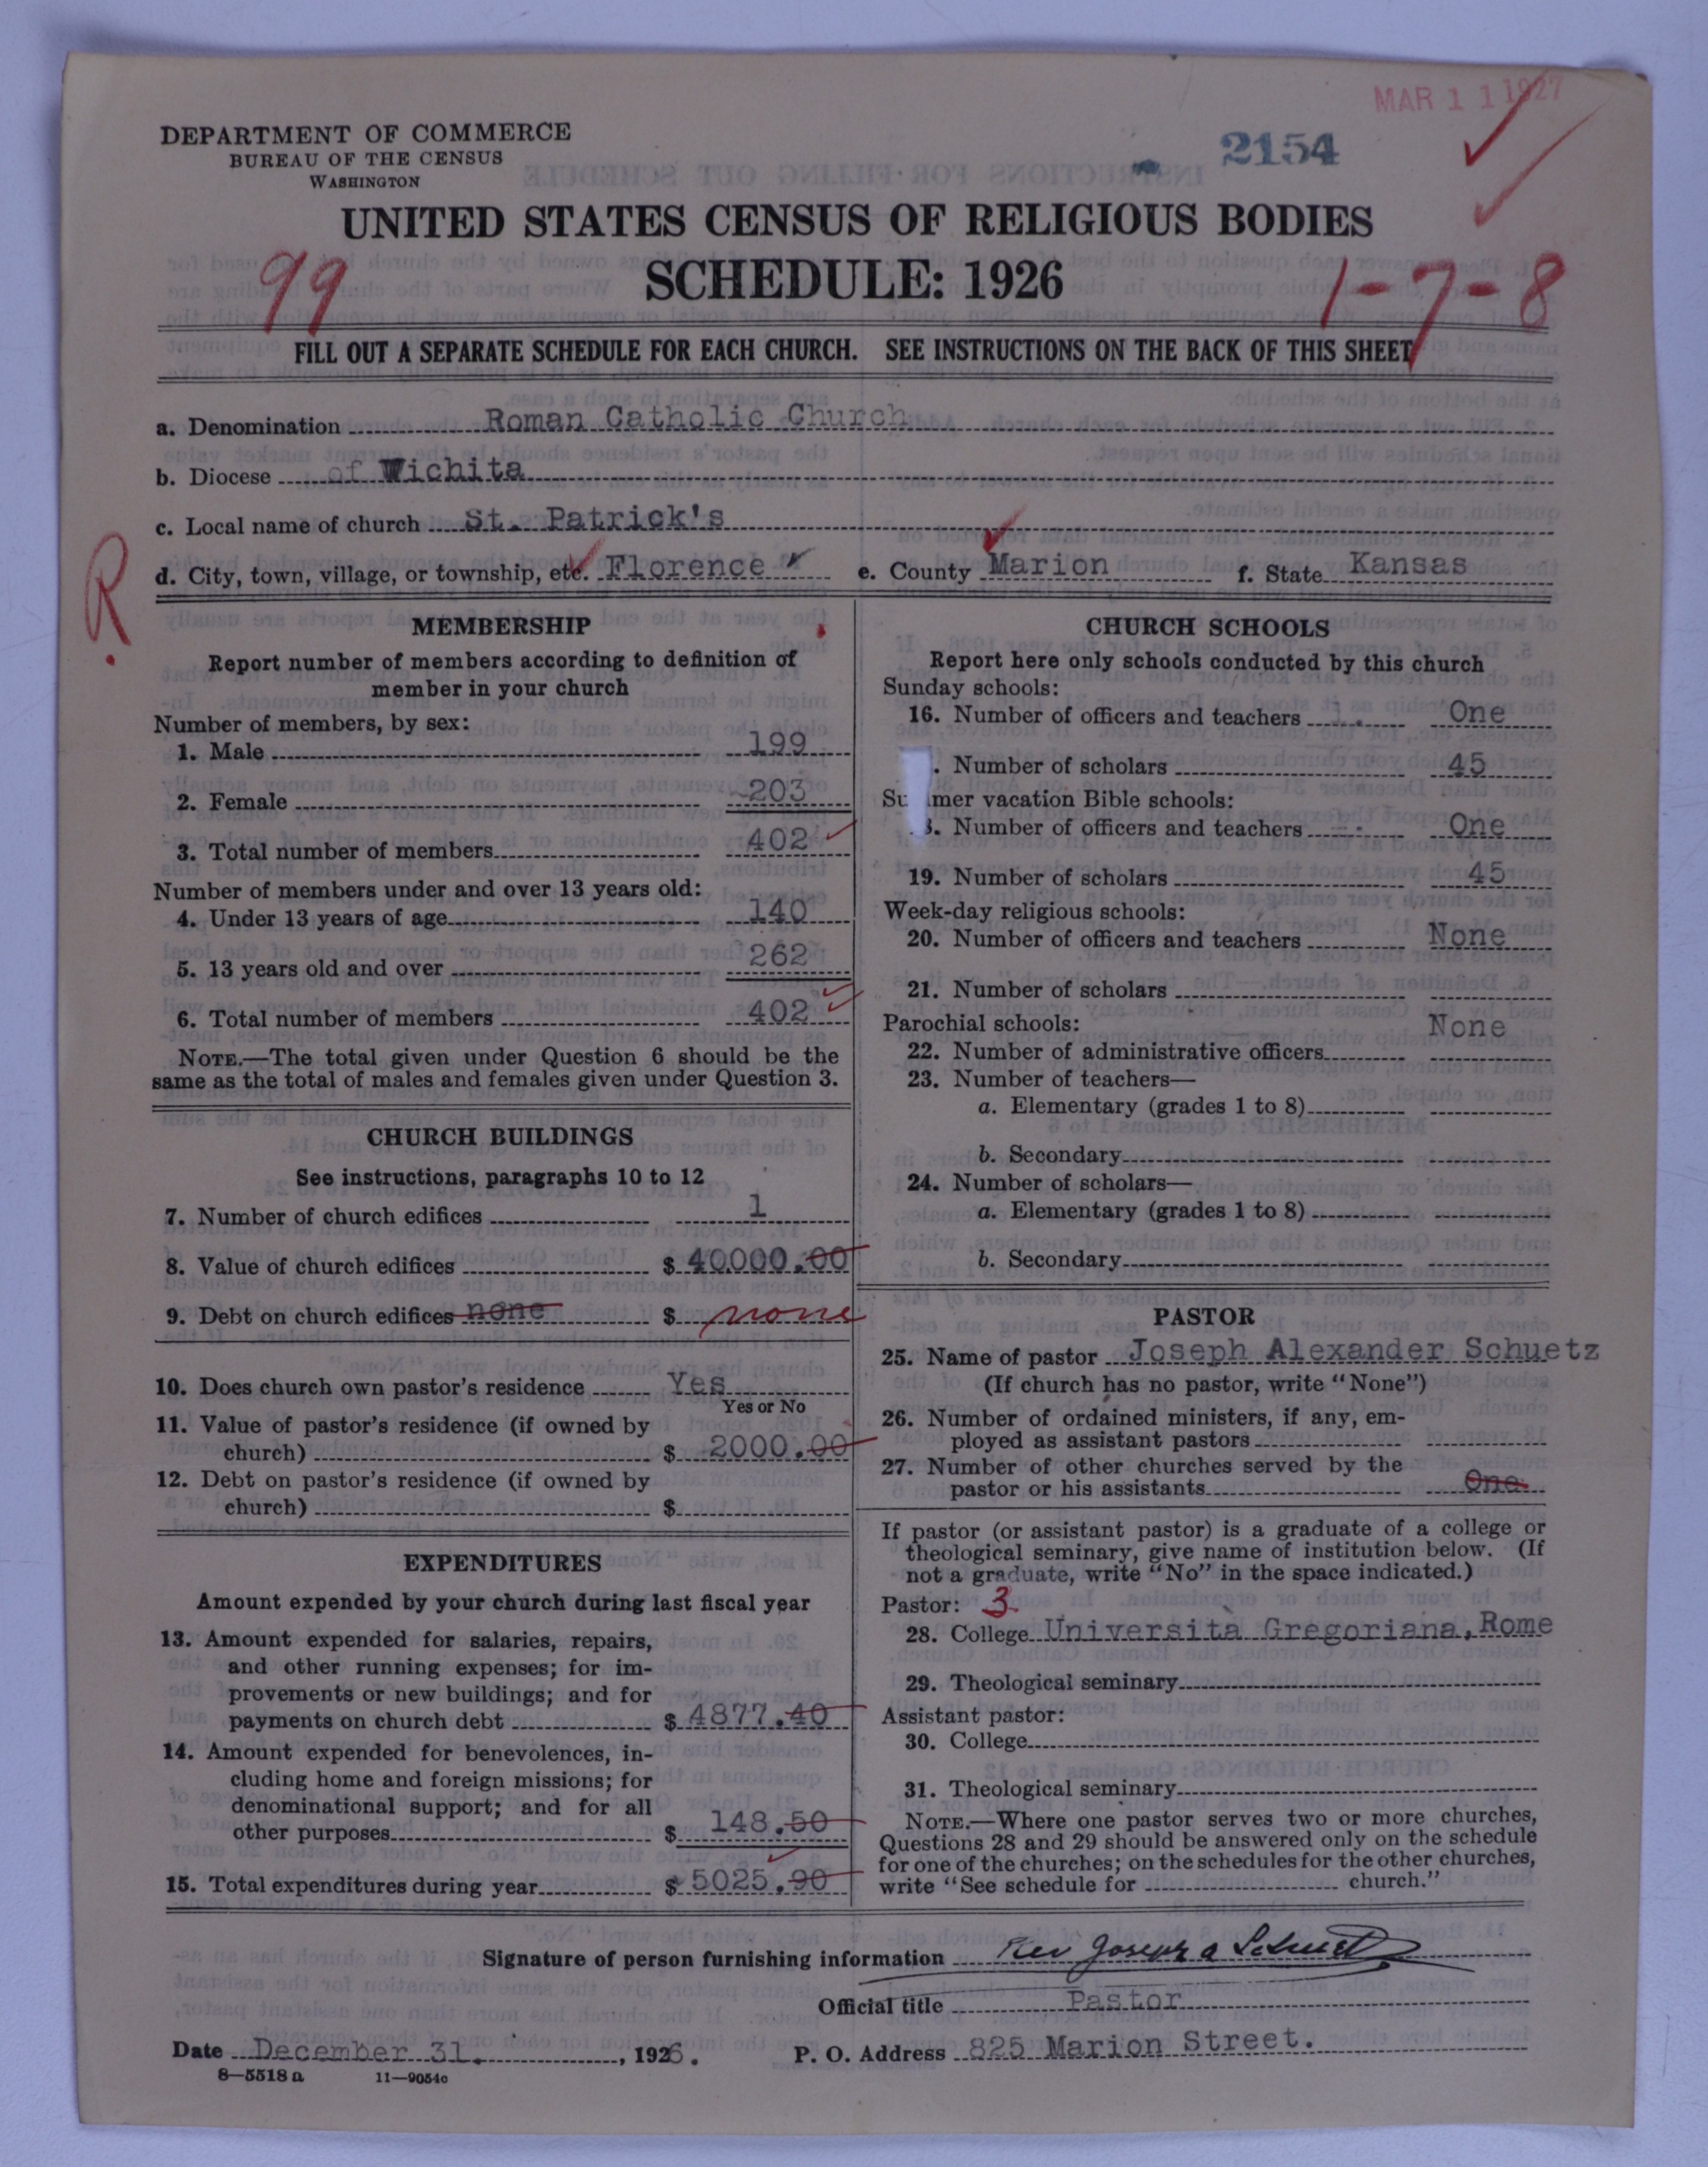 MAR 11 1927
DEPARTMENT OF COMMERCE
BUREAU OF THE CENSUS
WASHINGTON
2154
UNITED STATES CENSUS OF RELIGIOUS BODIES
SCHEDULE: 1926
99
1-7-8
FILL OUT A SEPARATE SCHEDULE FOR EACH CHURCH. SEE INSTRUCTIONS ON THE BACK OF THIS SHEET
a. Denomination Roman Catholic Church
b. Diocese of Wichita
c. Local name of church St. Patrick's
R.
d. City, town, village, or township, etc. Florence e. County Marion f. State Kansas
MEMBERSHIP
Report number of members according to definition of
member in your church
Number of members, by sex:
1. Male 199
2. Female 203
3. Total number of members 402
Number of members under and over 13 years old:
4. Under 13 years of age 140
5. 13 years old and over 262
6. Total number of members 402
NOTE.—The total given under Question 6 should be the
same as the total of males and females given under Question 3.
CHURCH BUILDINGS
See instructions, paragraphs 10 to 12
7. Number of church edifices 1
8. Value of church edifices $ 40000.00
9. Debt on church edifices none $ none
10. Does church own pastor's residence Yes
Yes or No
11. Value of pastor's residence (if owned by
church) $ 2000.00
12. Debt on pastor's residence (if owned by
church) $
EXPENDITURES
Amount expended by your church during last fiscal year
13. Amount expended for salaries, repairs,
and other running expenses; for im-
provements or new buildings; and for
payments on church debt $ 4877.40
14. Amount expended for benevolences, in-
cluding home and foreign missions; for
denominational support; and for all
other purposes $ 148.50
15. Total expenditures during year $ 5025.90
CHURCH SCHOOLS
Report here only schools conducted by this church
Sunday schools:
16. Number of officers and teachers One
. Number of scholars 45
Su mer vacation Bible schools:
8. Number of officers and teachers One
19. Number of scholars 45
Week-day religious schools:
20. Number of officers and teachers None
21. Number of scholars
Parochial schools: None
22. Number of administrative officers
23. Number of teachers—
a. Elementary (grades 1 to 8)
b. Secondary
24. Number of scholars—
a. Elementary (grades 1 to 8)
b. Secondary
PASTOR
25. Name of pastor Joseph Alexander Schuetz
(If church has no pastor, write "None")
26. Number of ordained ministers, if any, em-
ployed as assistant pastors
27. Number of other churches served by the
pastor or his assistants One
If pastor (or assistant pastor) is a graduate of a college or
theological seminary, give name of institution below. (If
not a graduate, write "No" in the space indicated.)
Pastor: 3
28. College Universita Gregoriana, Rome
29. Theological seminary
Assistant pastor:
30. College
31. Theological seminary
NOTE.—Where one pastor serves two or more churches,
Questions 28 and 29 should be answered only on the schedule
for one of the churches; on the schedules for the other churches,
write "See schedule for church."
Signature of person furnishing information Rev Joseph a Schuetz
Official title Pastor
Date December 31. , 1926. P. O. Address 825 Marion Street.
8—5518 a 11—9054o